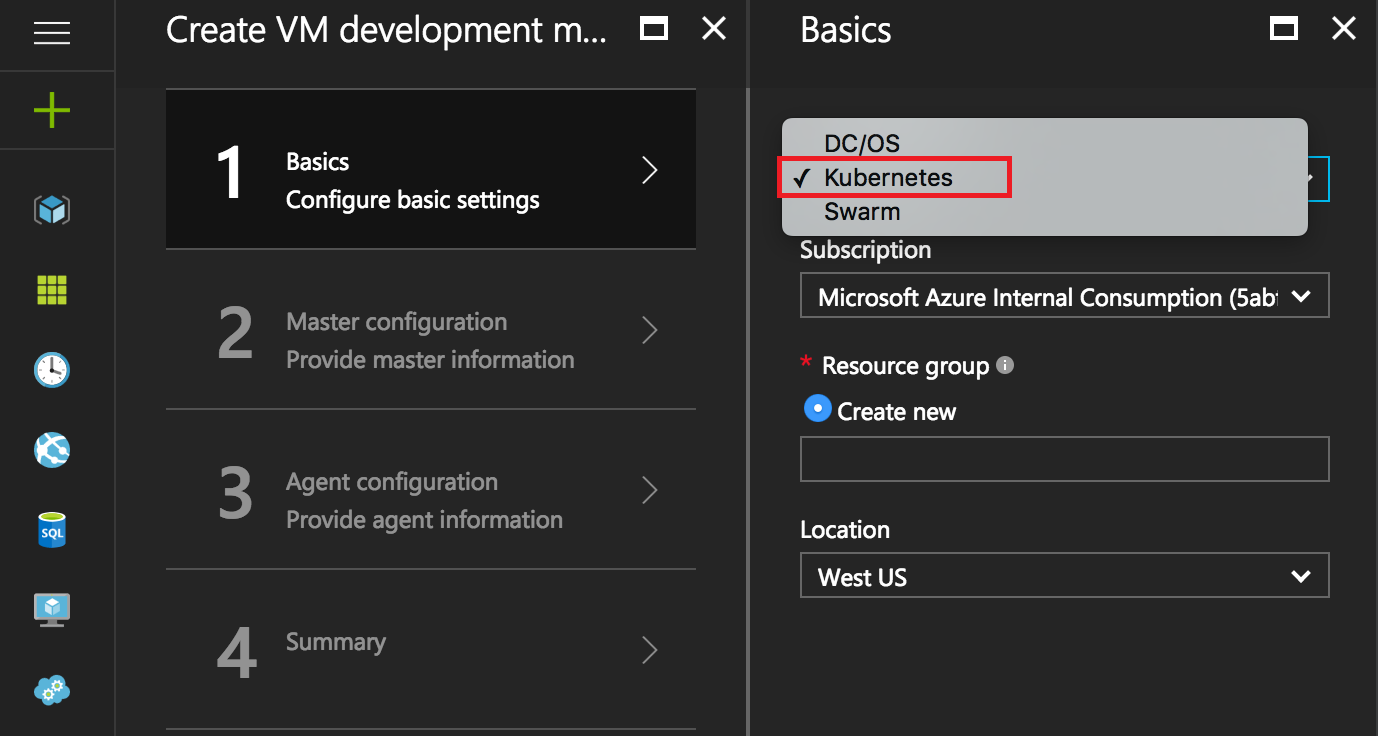 Create VM development m...
1
Basics
Configure basic settings
2
Master configuration
Provide master information
3
Agent configuration
Provide agent information
4
Summary
SQL
Basics
DC/OS
✓ Kubernetes
Swarm
Subscription
Microsoft Azure Internal Consumption (5ab
* Resource group
Create new
Location
West US